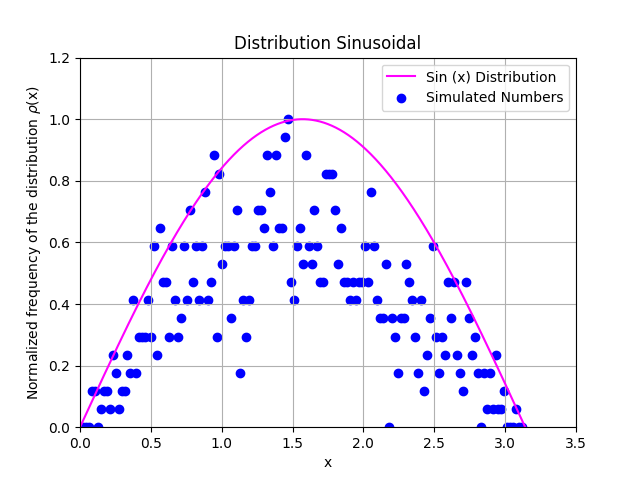 Distribution Sinusoidal
Normalized frequency of the distribution ρ(x)
1.2
1.0
0.8
0.6
0.4
0.2
0.0
Sin (x) Distribution
Simulated Numbers
0.0 0.5 1.0 1.5 2.0 2.5 3.0 3.5
x